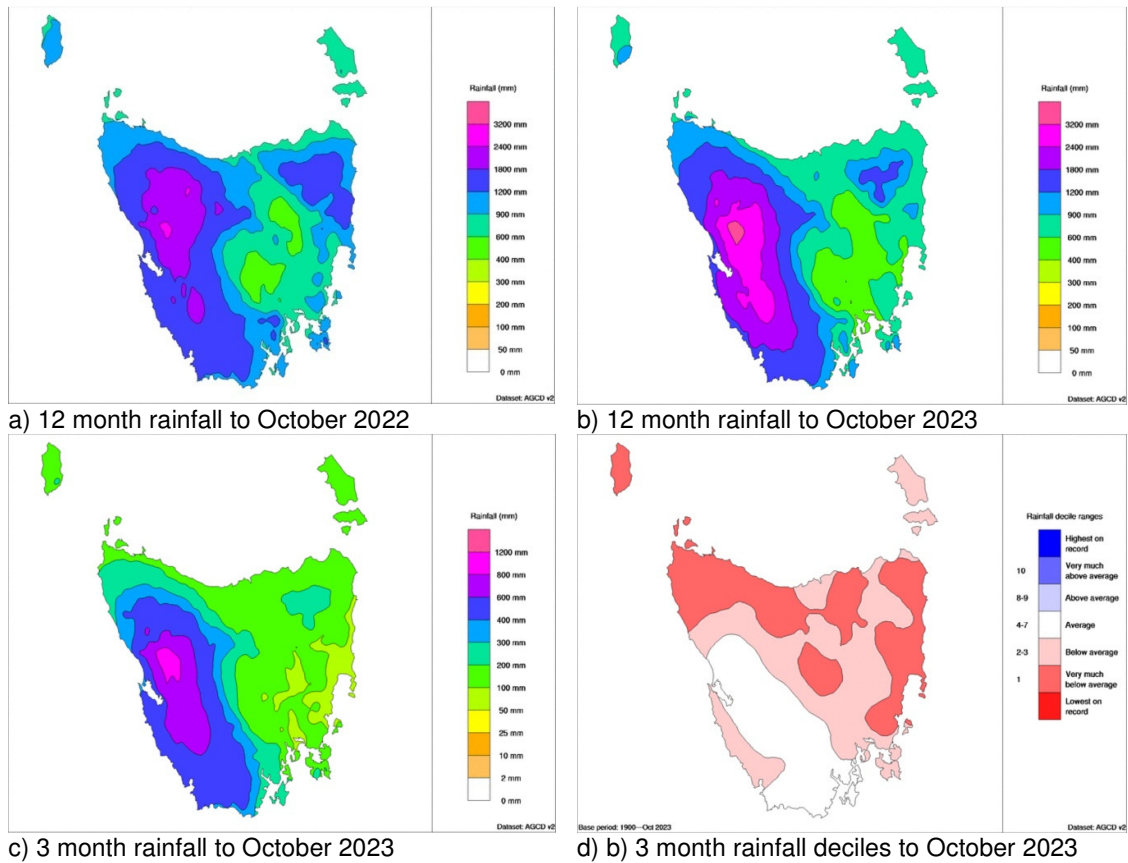 Rainfall (mm)
3200 mm
2400 mm
1800 mm
1200 mm
900 mm
600 mm
400 mm
300 mm
200 mm
100 mm
50 mm
0 mm
Dataset: AGCD v2
a) 12 month rainfall to October 2022
Rainfall (mm)
3200 mm
2400 mm
1800 mm
1200 mm
900 mm
600 mm
400 mm
300 mm
200 mm
100 mm
50 mm
0 mm
Dataset: AGCD v2
b) 12 month rainfall to October 2023
Rainfall (mm)
1200 mm
800 mm
600 mm
400 mm
300 mm
200 mm
100 mm
50 mm
25 mm
10 mm
2 mm
0 mm
Dataset: AGCD v2
c) 3 month rainfall to October 2023
Rainfall decile ranges
Highest on
record
10 Very much
above average
8-9 Above average
4-7 Average
2-3 Below average
1 Very much
below average
Lowest on
record
Base period: 1900—Oct 2023
Dataset: AGCD v2
d) b) 3 month rainfall deciles to October 2023